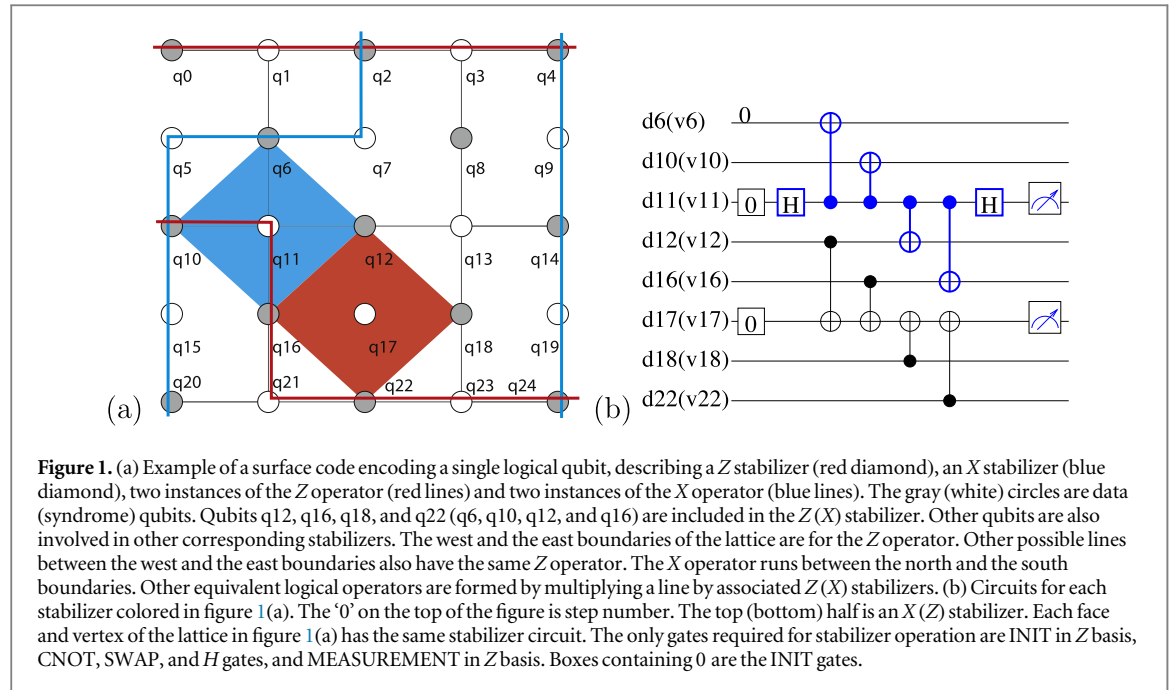 q0 q1 q2 q3 q4
q5 q6 q7 q8 q9
q10 q11 q12 q13 q14
q15 q16 q17 q18 q19
q20 q21 q22 q23 q24
(a)
0
d6(v6)
d10(v10)
d11(v11) 0 H H
d12(v12)
d16(v16)
d17(v17) 0
d18(v18)
d22(v22)
(b)
Figure 1. (a) Example of a surface code encoding a single logical qubit, describing a Z stabilizer (red diamond), an X stabilizer (blue
diamond), two instances of the Z operator (red lines) and two instances of the X operator (blue lines). The gray (white) circles are data
(syndrome) qubits. Qubits q12, q16, q18, and q22 (q6, q10, q12, and q16) are included in the Z (X) stabilizer. Other qubits are also
involved in other corresponding stabilizers. The west and the east boundaries of the lattice are for the Z operator. Other possible lines
between the west and the east boundaries also have the same Z operator. The X operator runs between the north and the south
boundaries. Other equivalent logical operators are formed by multiplying a line by associated Z (X) stabilizers. (b) Circuits for each
stabilizer colored in figure 1(a). The ‘0’ on the top of the figure is step number. The top (bottom) half is an X (Z) stabilizer. Each face
and vertex of the lattice in figure 1(a) has the same stabilizer circuit. The only gates required for stabilizer operation are INIT in Z basis,
CNOT, SWAP, and H gates, and MEASUREMENT in Z basis. Boxes containing 0 are the INIT gates.